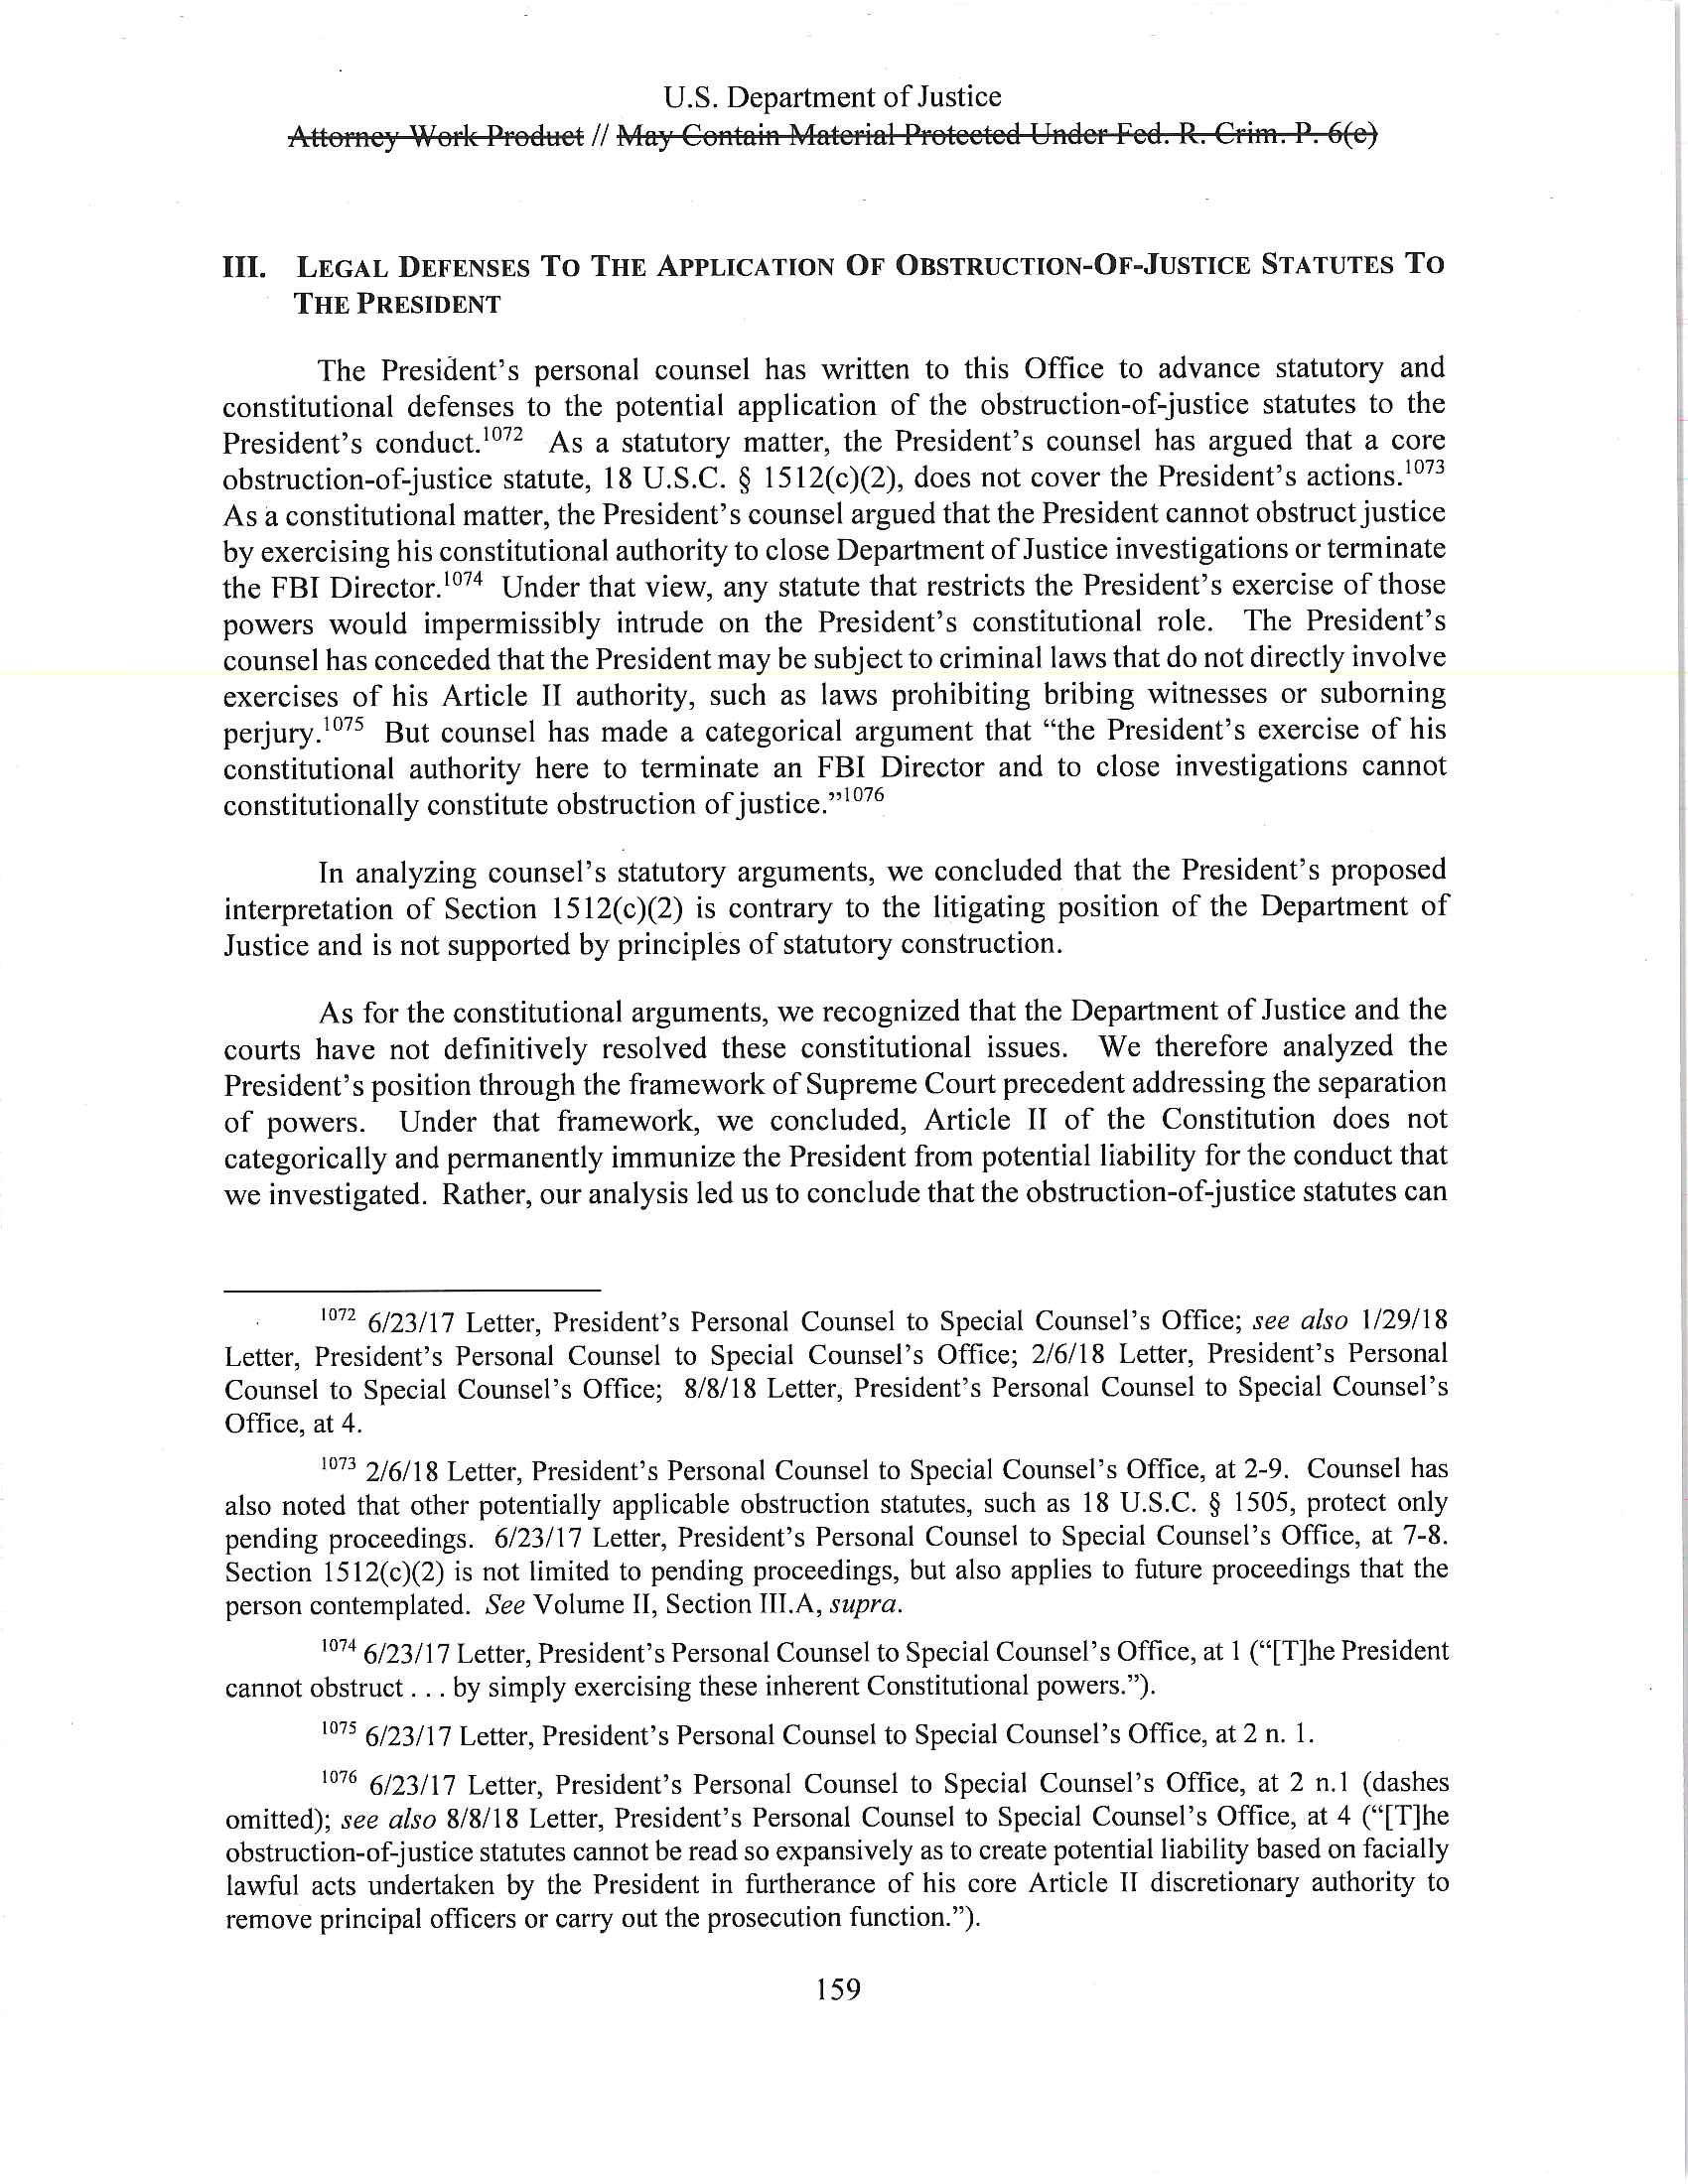 U.S. Department of Justice
Attorney Work Product // May Contain Material Protected Under Fed. R. Crim. P. 6(e)
III. LEGAL DEFENSES TO THE APPLICATION OF OBSTRUCTION-OF-JUSTICE STATUTES TO
THE PRESIDENT
The President's personal counsel has written to this Office to advance statutory and
constitutional defenses to the potential application of the obstruction-of-justice statutes to the
President's conduct.1072 As a statutory matter, the President's counsel has argued that a core
obstruction-of-justice statute, 18 U.S.C. § 1512(c)(2), does not cover the President's actions.1073
As a constitutional matter, the President's counsel argued that the President cannot obstruct justice
by exercising his constitutional authority to close Department of Justice investigations or terminate
the FBI Director.1074 Under that view, any statute that restricts the President's exercise of those
powers would impermissibly intrude on the President's constitutional role. The President's
counsel has conceded that the President may be subject to criminal laws that do not directly involve
exercises of his Article II authority, such as laws prohibiting bribing witnesses or suborning
perjury.1075 But counsel has made a categorical argument that “the President's exercise of his
constitutional authority here to terminate an FBI Director and to close investigations cannot
constitutionally constitute obstruction of justice.”1076
In analyzing counsel's statutory arguments, we concluded that the President's proposed
interpretation of Section 1512(c)(2) is contrary to the litigating position of the Department of
Justice and is not supported by principles of statutory construction.
As for the constitutional arguments, we recognized that the Department of Justice and the
courts have not definitively resolved these constitutional issues. We therefore analyzed the
President's position through the framework of Supreme Court precedent addressing the separation
of powers. Under that framework, we concluded, Article II of the Constitution does not
categorically and permanently immunize the President from potential liability for the conduct that
we investigated. Rather, our analysis led us to conclude that the obstruction-of-justice statutes can
1072 6/23/17 Letter, President's Personal Counsel to Special Counsel's Office; see also 1/29/18
Letter, President's Personal Counsel to Special Counsel's Office; 2/6/18 Letter, President's Personal
Counsel to Special Counsel's Office; 8/8/18 Letter, President's Personal Counsel to Special Counsel's
Office, at 4.
1073 2/6/18 Letter, President's Personal Counsel to Special Counsel's Office, at 2-9. Counsel has
also noted that other potentially applicable obstruction statutes, such as 18 U.S.C. § 1505, protect only
pending proceedings. 6/23/17 Letter, President's Personal Counsel to Special Counsel's Office, at 7-8.
Section 1512(c)(2) is not limited to pending proceedings, but also applies to future proceedings that the
person contemplated. See Volume II, Section III.A, supra.
1074 6/23/17 Letter, President's Personal Counsel to Special Counsel's Office, at 1 (“[T]he President
cannot obstruct . . . by simply exercising these inherent Constitutional powers.”).
1075 6/23/17 Letter, President's Personal Counsel to Special Counsel's Office, at 2 n. 1.
1076 6/23/17 Letter, President's Personal Counsel to Special Counsel's Office, at 2 n.1 (dashes
omitted); see also 8/8/18 Letter, President's Personal Counsel to Special Counsel's Office, at 4 (“[T]he
obstruction-of-justice statutes cannot be read so expansively as to create potential liability based on facially
lawful acts undertaken by the President in furtherance of his core Article II discretionary authority to
remove principal officers or carry out the prosecution function.”).
159